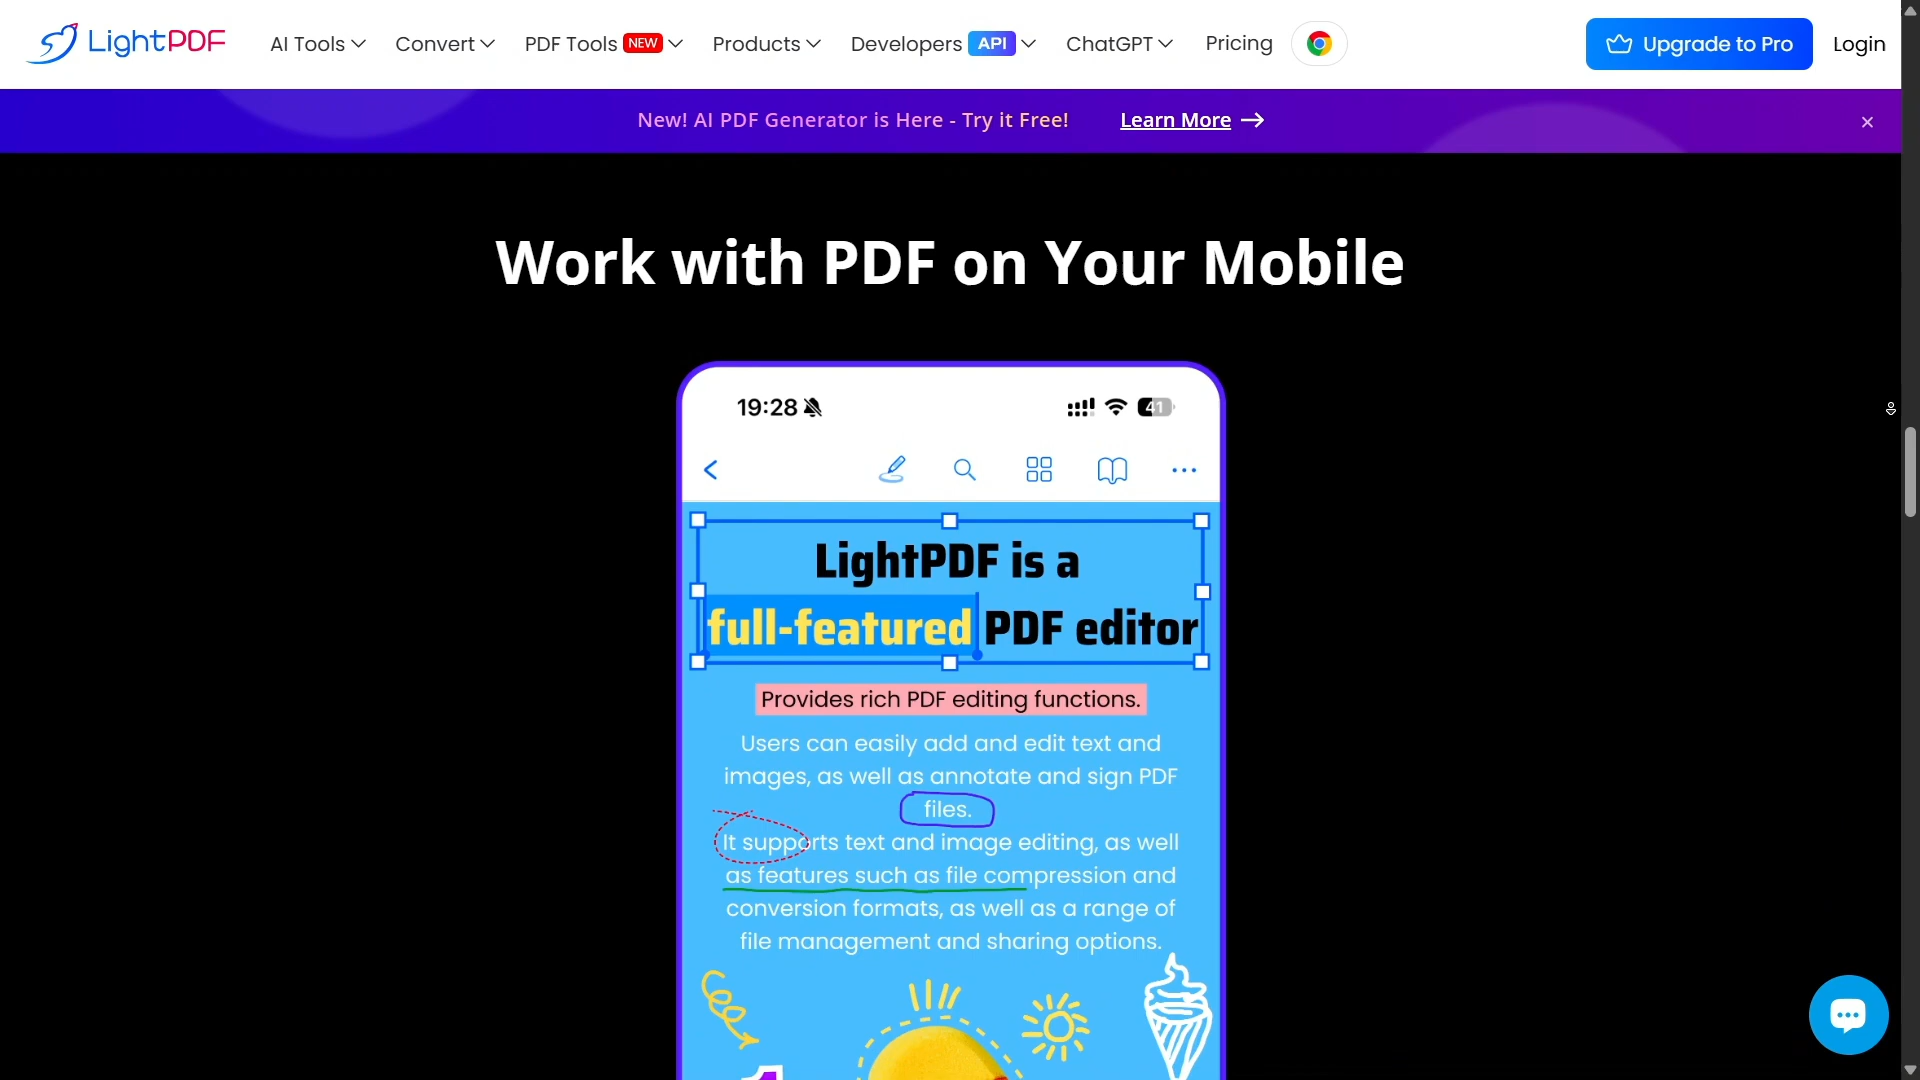 LightPDF
AI Tools
Convert
PDF Tools NEW
Products
Developers API
ChatGPT
Pricing
Upgrade to Pro
Login
New! AI PDF Generator is Here - Try it Free!
Learn More
Work with PDF on Your Mobile
19:28
41
LightPDF is a
full-featured PDF editor
Provides rich PDF editing functions.
Users can easily add and edit text and
images, as well as annotate and sign PDF
files.
It supports text and image editing, as well
as features such as file compression and
conversion formats, as well as a range of
file management and sharing options.